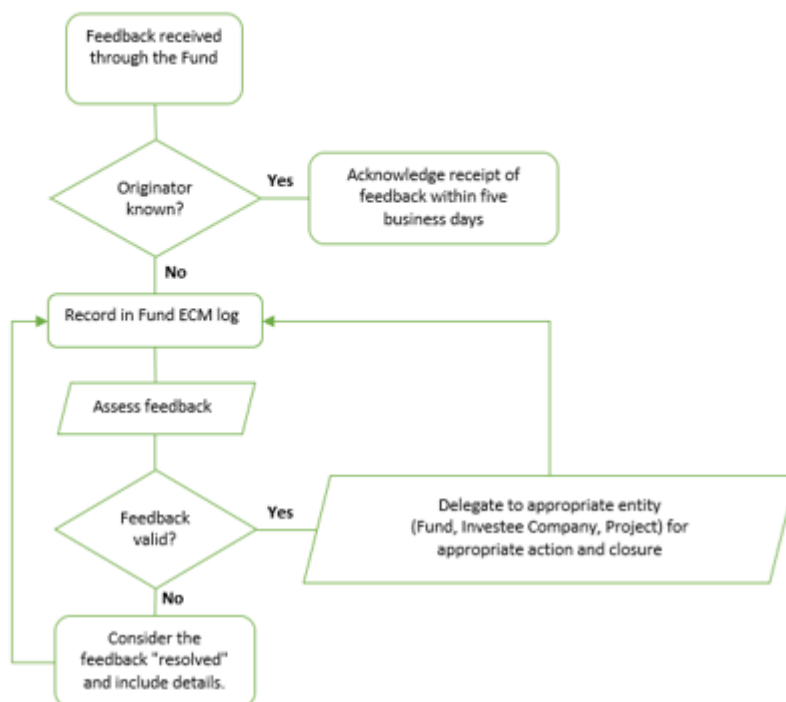 Feedback received
through the Fund
Originator
known?
Yes
Acknowledge receipt of
feedback within five
business days
No
Record in Fund ECM log
Assess feedback
Feedback
valid?
Yes
Delegate to appropriate entity
(Fund, Investee Company, Project) for
appropriate action and closure
No
Consider the
feedback "resolved"
and include details.